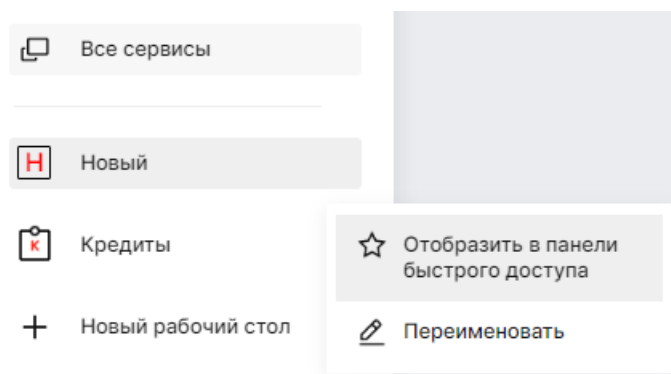 Все сервисы
Н
Новый
К
Кредиты
Отобразить в панели
быстрого доступа
Новый рабочий стол
Переименовать